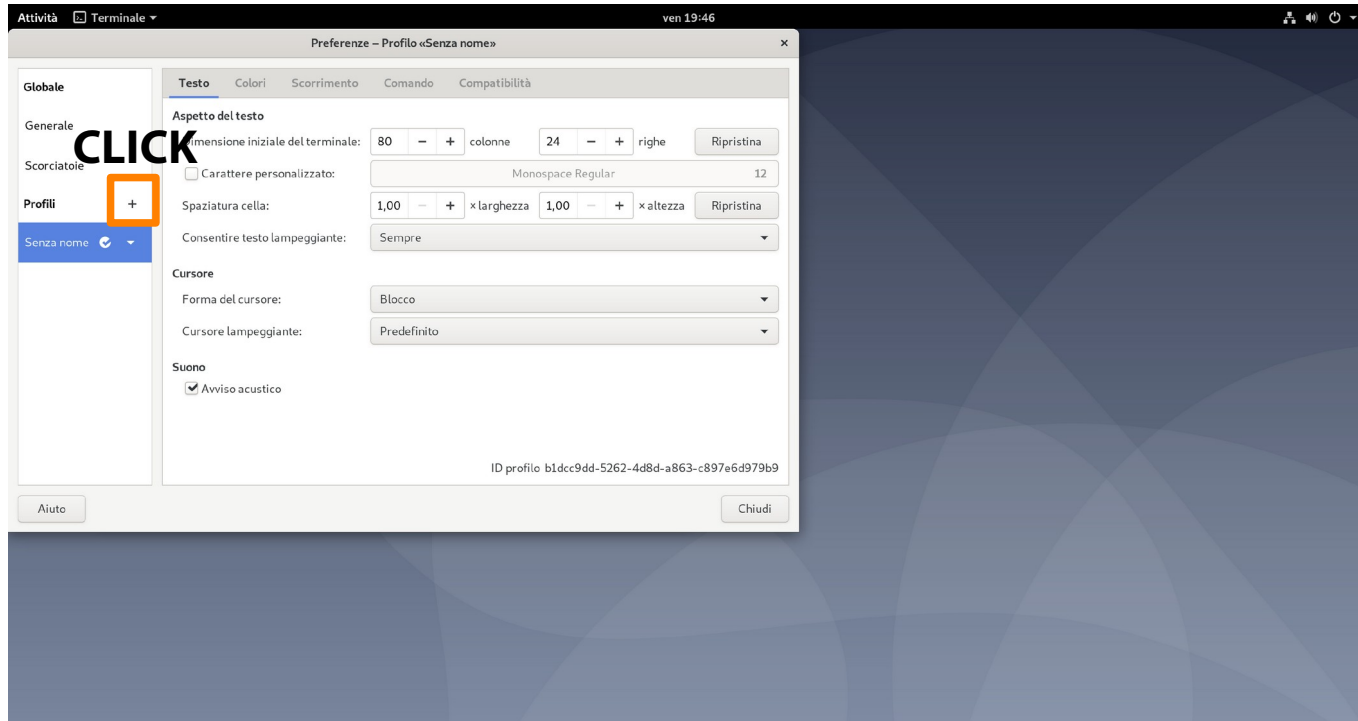 Attività Terminale ven 19:46
Preferenze – Profilo «Senza nome» ×
Globale
Generale
Scorciatoie
Profili +
Senza nome
CLICK
Testo Colori Scorrimento Comando Compatibilità
Aspetto del testo
Dimensione iniziale del terminale: 80 − + colonne 24 − + righe Ripristina
Carattere personalizzato: Monospace Regular 12
Spaziatura cella: 1,00 − + × larghezza 1,00 − + × altezza Ripristina
Consentire testo lampeggiante: Sempre
Cursore
Forma del cursore: Blocco
Cursore lampeggiante: Predefinito
Suono
Avviso acustico
ID profilo b1dcc9dd-5262-4d8d-a863-c897e6d979b9
Aiuto Chiudi